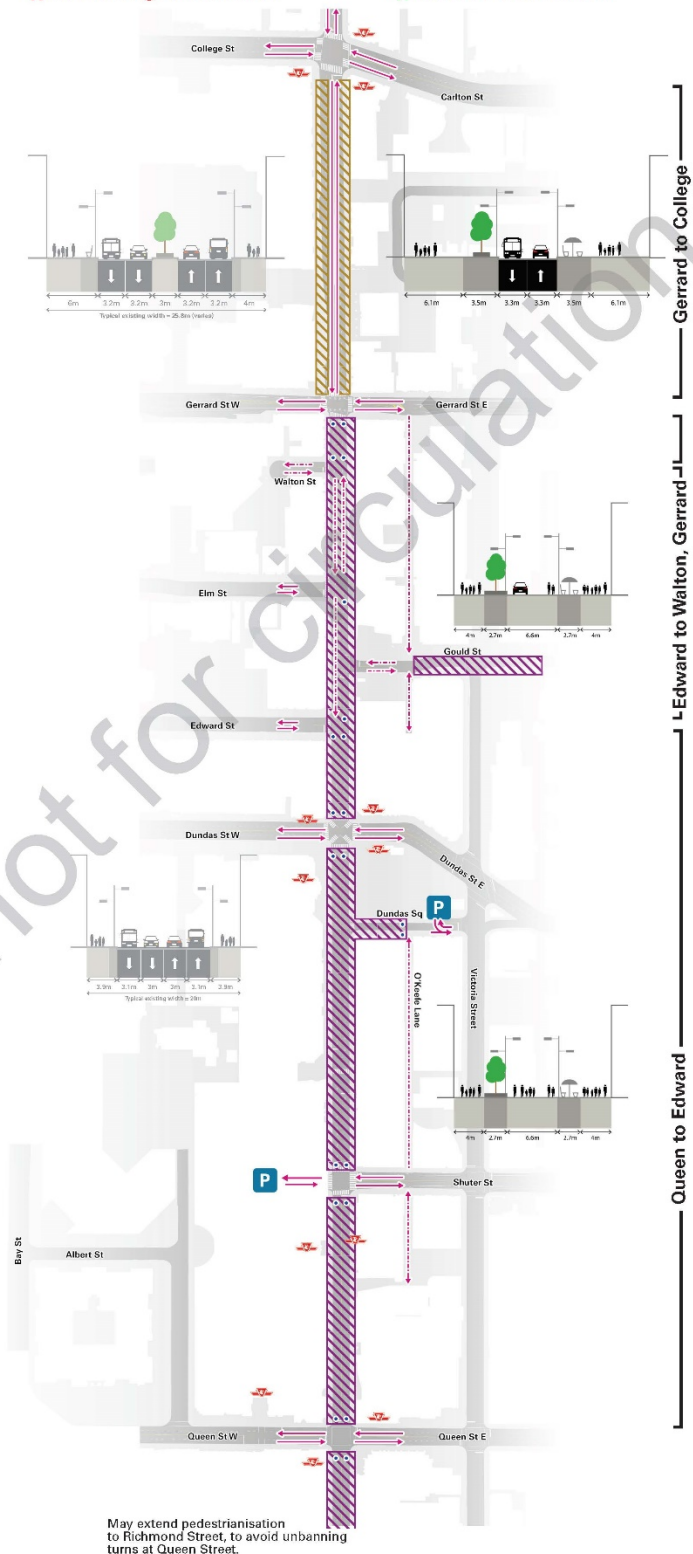 College St
Carlton St
6m 3.2m 3.2m 3m 3.2m 3.2m 4m
Typical existing width = 25.8m (varies)
6.1m 3.5m 3.3m 3.3m 3.5m 6.1m
Gerrard to College
Gerrard St W
Gerrard St E
Walton St
Elm St
4m 2.7m 6.6m 2.7m 4m
Edward to Walton, Gerrard
Gould St
Edward St
Dundas St W
Dundas St E
Dundas Sq
P
3.9m 3.1m 3m 3m 3.1m 3.9m
Typical existing width = 20m
O'Keefe Lane
Victoria Street
4m 2.7m 6.6m 2.7m 4m
Queen to Edward
P
Shuter St
Bay St
Albert St
Queen St W
Queen St E
May extend pedestrianisation
to Richmond Street, to avoid unbanning
turns at Queen Street.
not for circulation